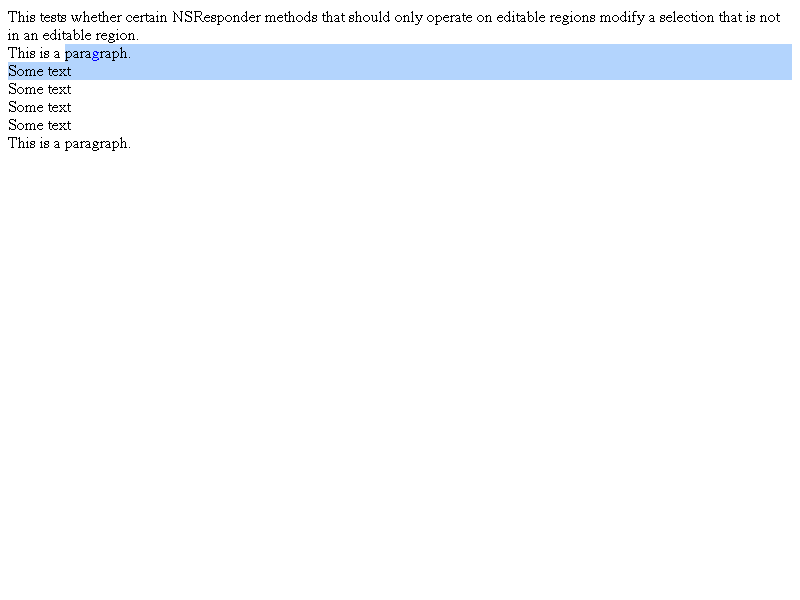 This tests whether certain NSResponder methods that should only operate on editable regions modify a selection that is not
in an editable region.
This is a paragraph.
Some text
Some text
Some text
Some text
This is a paragraph.